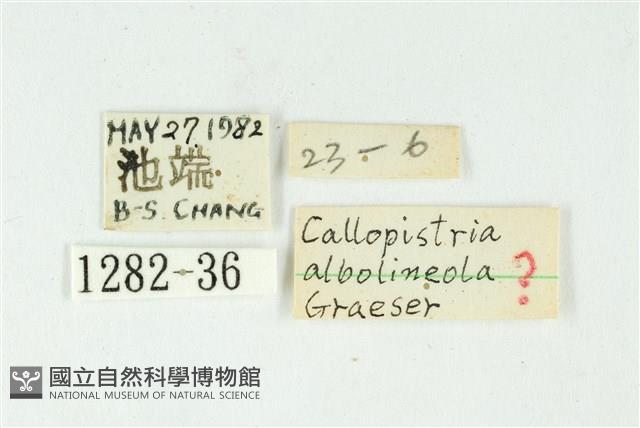 MAY 27 1982
池端
B-S. CHANG
23-6
1282-36
Callopistria
albolineola ?
Graeser
國立自然科學博物館
NATIONAL MUSEUM OF NATURAL SCIENCE